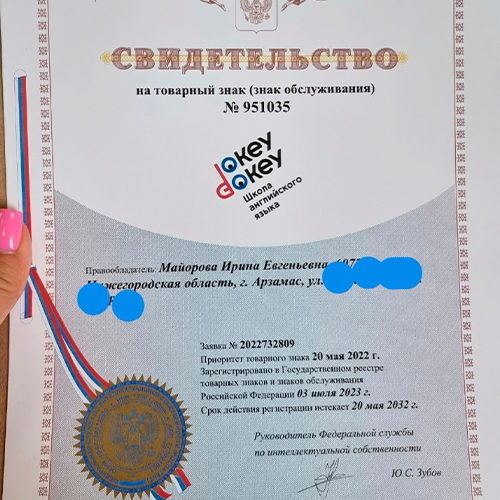 СВИДЕТЕЛЬСТВО
на товарный знак (знак обслуживания)
№ 951035
okey
dokey
Школа
английского
языка
Правообладатель: Майорова Ирина Евгеньевна,
Нижегородская область, г. Арзамас, ул.
Заявка № 2022732809
Приоритет товарного знака 20 мая 2022 г.
Зарегистрировано в Государственном реестре
товарных знаков и знаков обслуживания
Российской Федерации 03 июля 2023 г.
Срок действия регистрации истекает 20 мая 2032 г.
Руководитель Федеральной службы
по интеллектуальной собственности
Ю.С. Зубов